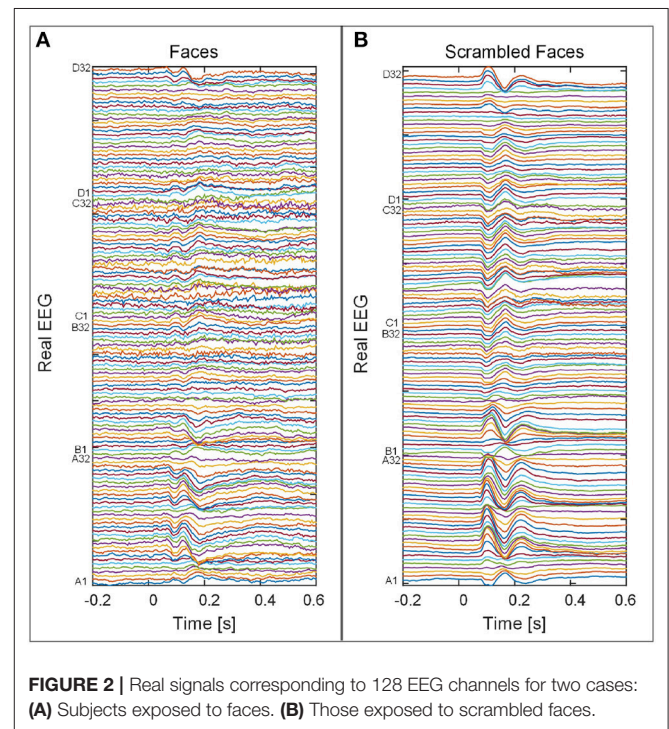 A
Faces
Real EEG
D32
D1
C32
C1
B32
B1
A32
A1
-0.2 0 0.2 0.4 0.6
Time [s]
B
Scrambled Faces
Real EEG
D32
D1
C32
C1
B32
B1
A32
A1
-0.2 0 0.2 0.4 0.6
Time [s]
FIGURE 2 | Real signals corresponding to 128 EEG channels for two cases:
(A) Subjects exposed to faces. (B) Those exposed to scrambled faces.